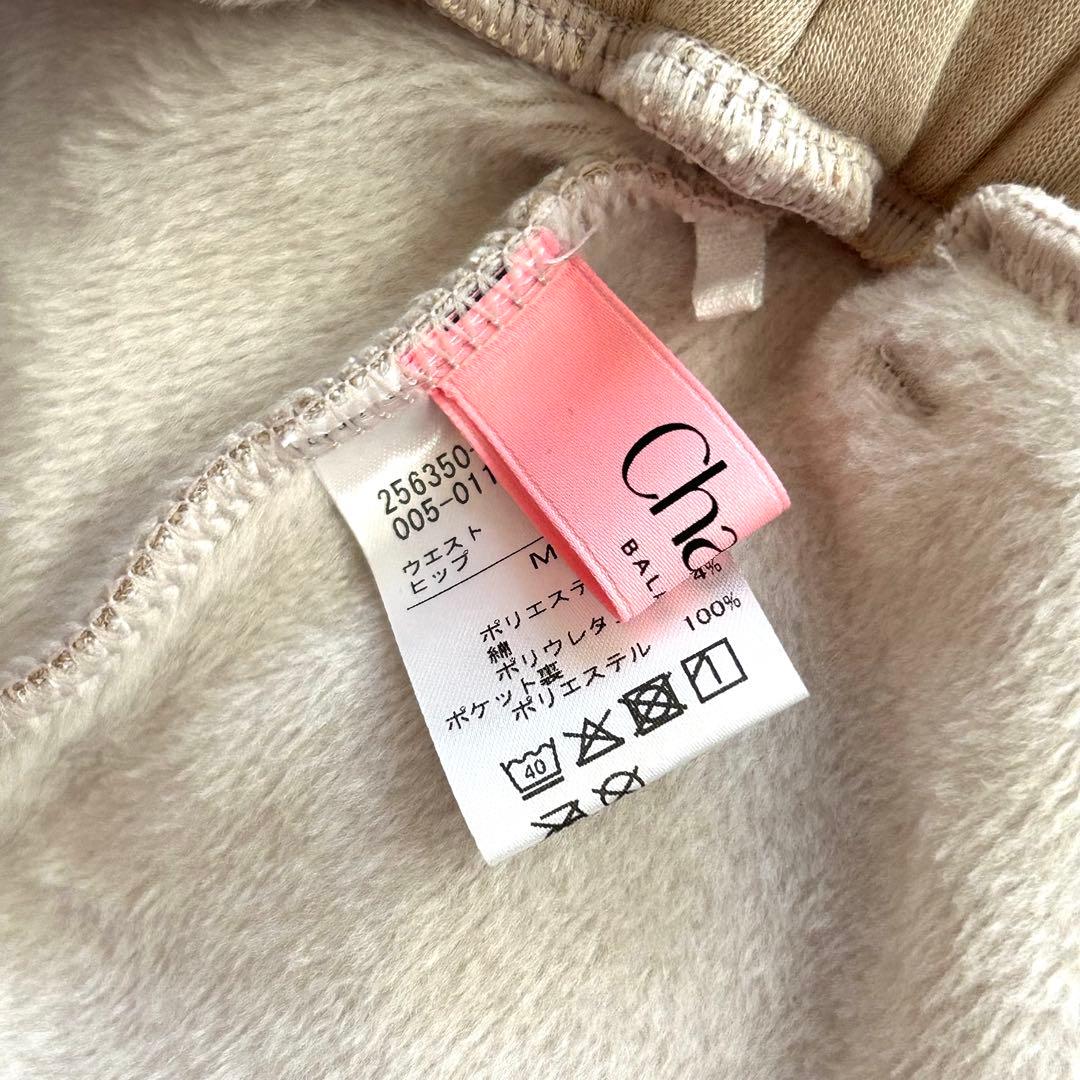 256350-
005-011
ウエスト
ヒップ
M
ポリエステ
綿
ポリウレタ
4%
ポケット裏
ポリエステル 100%
40
1
Cha
BAL